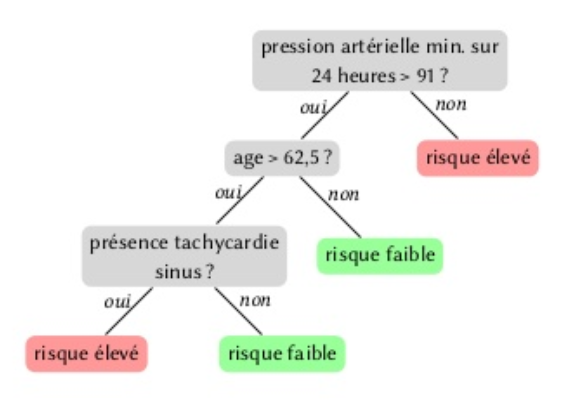 pression artérielle min. sur
24 heures > 91 ?
oui
non
age > 62,5 ?
risque élevé
oui
non
présence tachycardie
sinus ?
risque faible
oui
non
risque élevé
risque faible